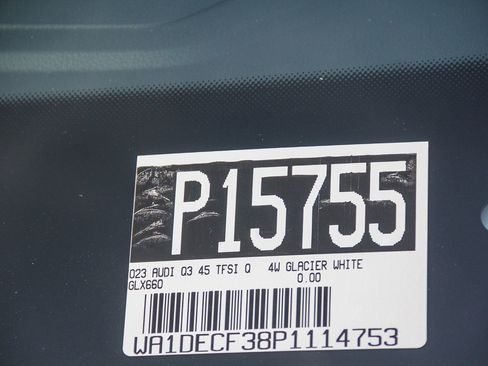 P15755
023 AUDI Q3 45 TFSI Q 4W GLACIER WHITE
GLX660 0.00
WA1DECF38P1114753